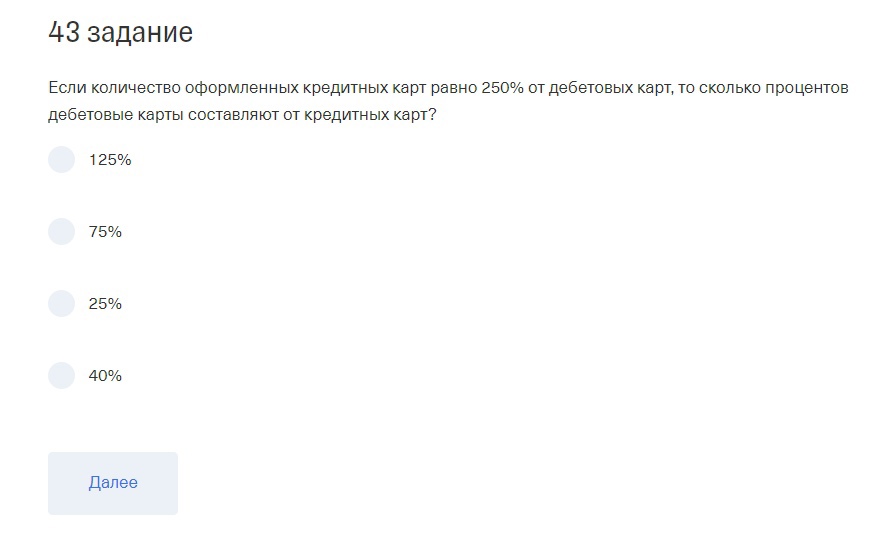 43 задание
Если количество оформленных кредитных карт равно 250% от дебетовых карт, то сколько процентов
дебетовые карты составляют от кредитных карт?
125%
75%
25%
40%
Далее